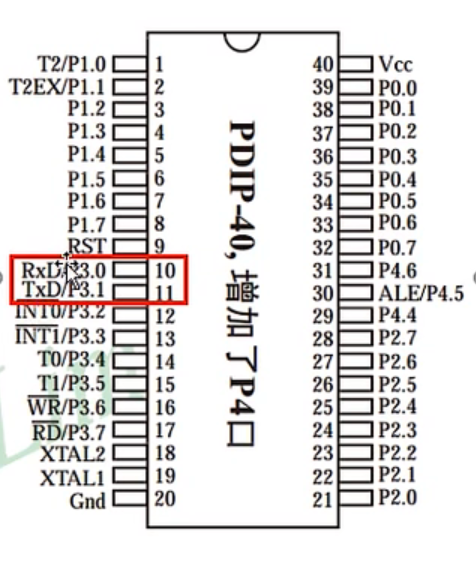 T2/P1.0 1 40 Vcc
T2EX/P1.1 2 39 P0.0
P1.2 3 38 P0.1
P1.3 4 37 P0.2
P1.4 5 36 P0.3
P1.5 6 35 P0.4
P1.6 7 34 P0.5
P1.7 8 33 P0.6
RST 9 32 P0.7
RxD/P3.0 10 31 P4.6
TxD/P3.1 11 30 ALE/P4.5
INT0/P3.2 12 29 P4.4
INT1/P3.3 13 28 P2.7
T0/P3.4 14 27 P2.6
T1/P3.5 15 26 P2.5
WR/P3.6 16 25 P2.4
RD/P3.7 17 24 P2.3
XTAL2 18 23 P2.2
XTAL1 19 22 P2.1
Gnd 20 21 P2.0
PDIP-40, 增加了P4口